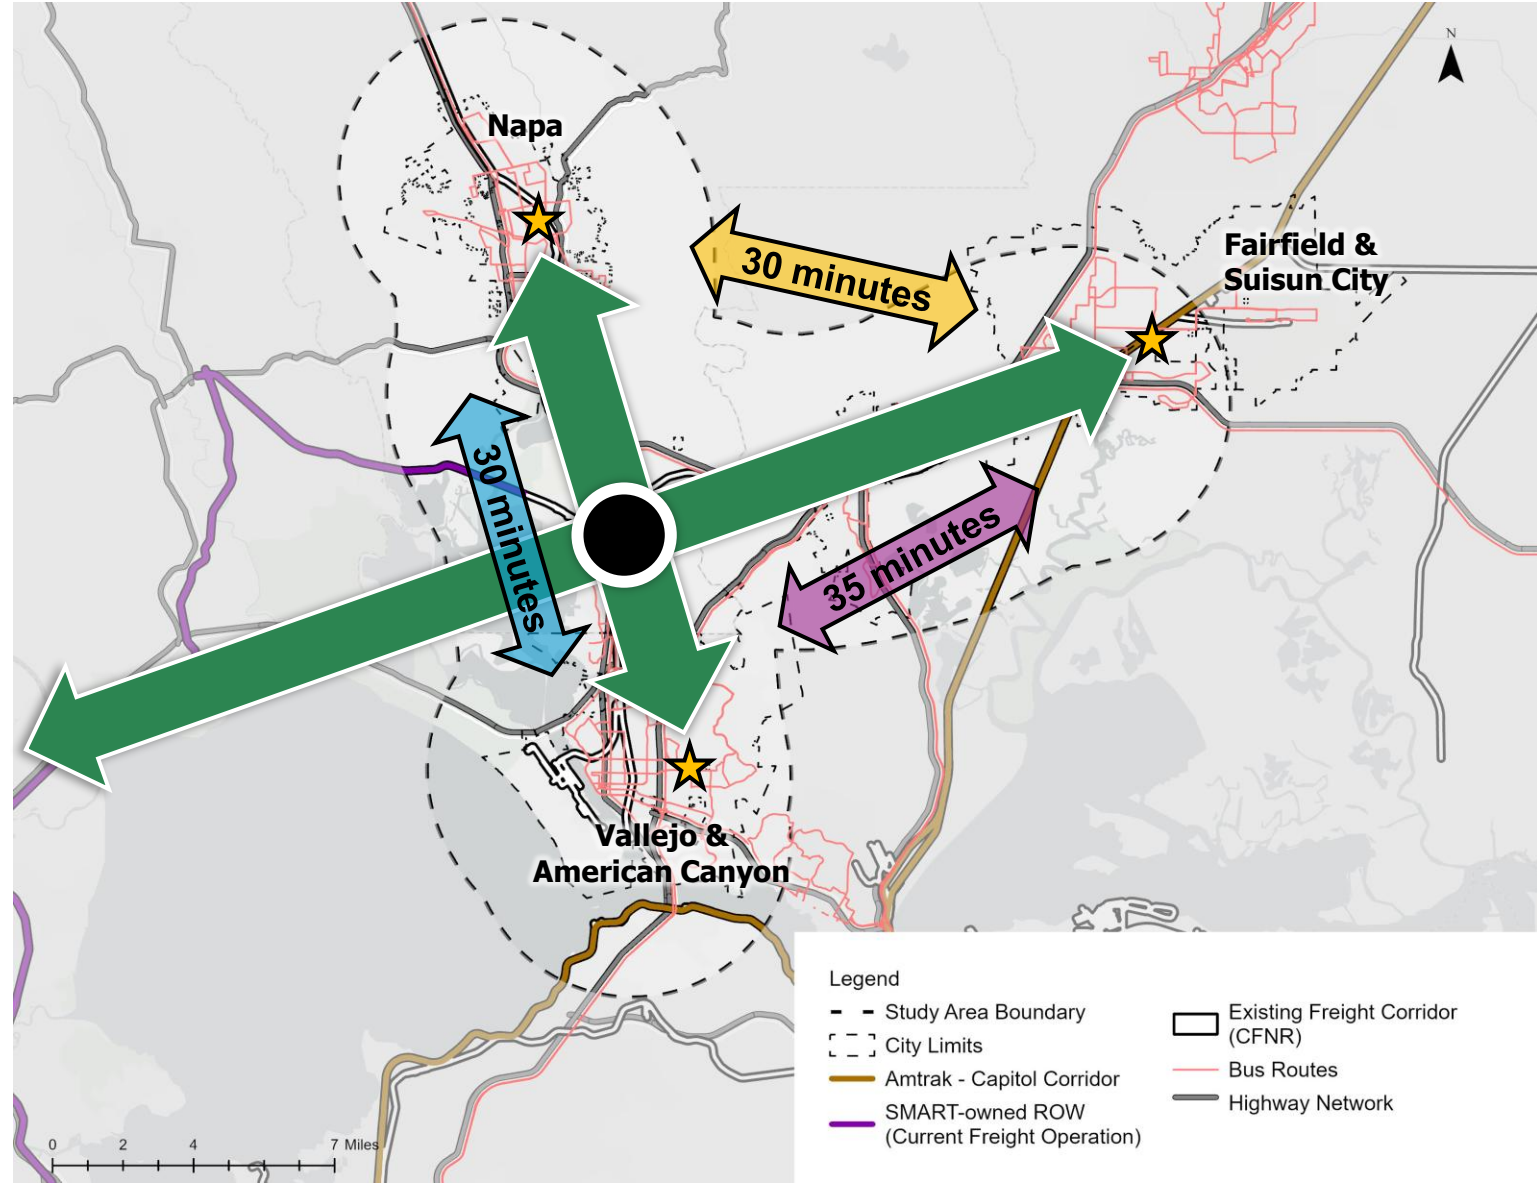 N
Napa
Fairfield &
Suisun City
30 minutes
30 minutes
35 minutes
Vallejo &
American Canyon
Legend
Study Area Boundary
City Limits
Amtrak - Capitol Corridor
SMART-owned ROW
(Current Freight Operation)
Existing Freight Corridor
(CFNR)
Bus Routes
Highway Network
0 2 4 7 Miles